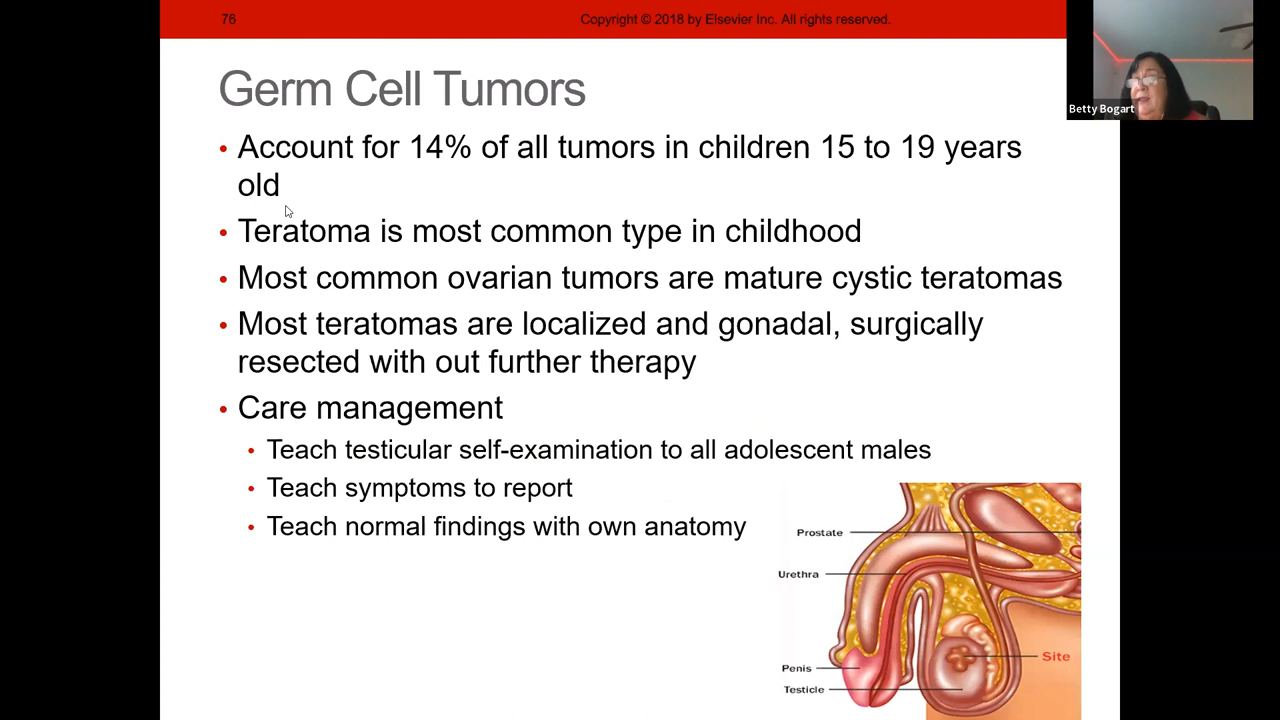 76
Copyright © 2018 by Elsevier Inc. All rights reserved.
Betty Bogart
Germ Cell Tumors
• Account for 14% of all tumors in children 15 to 19 years
old
• Teratoma is most common type in childhood
• Most common ovarian tumors are mature cystic teratomas
• Most teratomas are localized and gonadal, surgically
resected with out further therapy
• Care management
• Teach testicular self-examination to all adolescent males
• Teach symptoms to report
• Teach normal findings with own anatomy
Prostate
Urethra
Site
Penis
Testicle